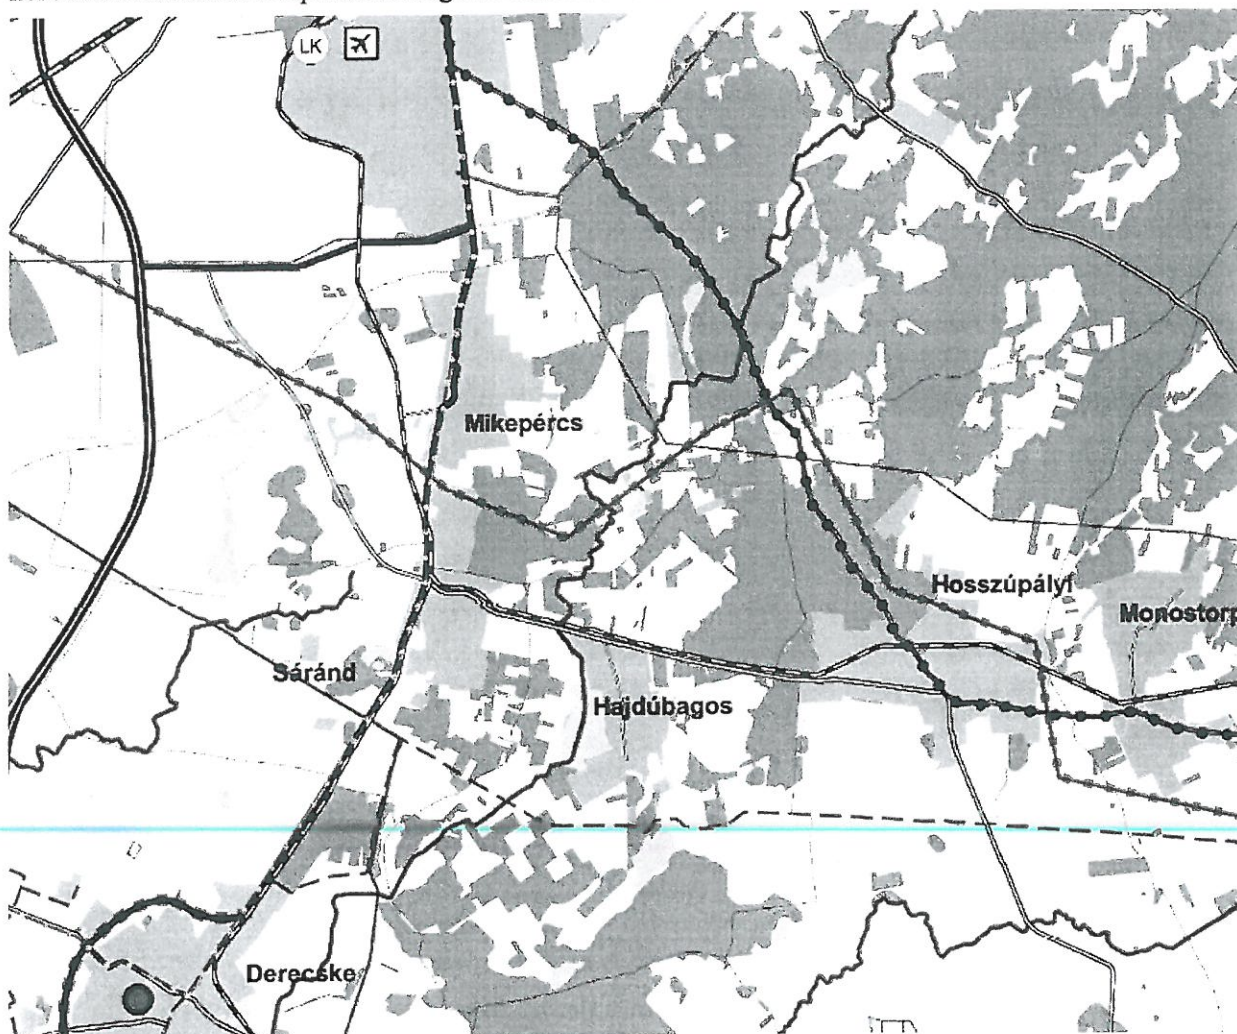 LK
Mikepércs
Hosszúpályi
Monostorp
Sáránd
Hajdúbagos
Derecske